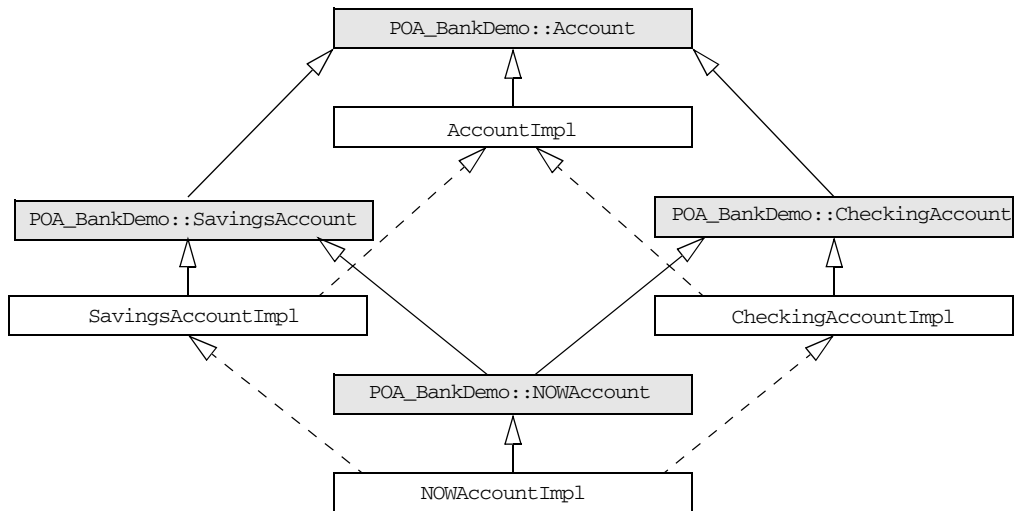 POA_BankDemo::Account
AccountImpl
POA_BankDemo::SavingsAccount
POA_BankDemo::CheckingAccount
SavingsAccountImpl
CheckingAccountImpl
POA_BankDemo::NOWAccount
NOWAccountImpl